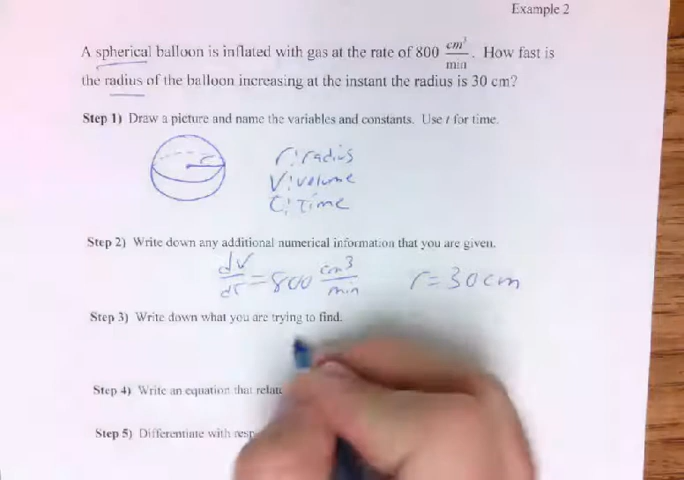 Example 2
A spherical balloon is inflated with gas at the rate of 800 cm³/min. How fast is
the radius of the balloon increasing at the instant the radius is 30 cm?
Step 1) Draw a picture and name the variables and constants. Use t for time.
r
r: radius
V: volume
t: Time
Step 2) Write down any additional numerical information that you are given.
dV/dt = 800 cm³/min r = 30 cm
Step 3) Write down what you are trying to find.
Step 4) Write an equation that
Step 5) Differentiate with